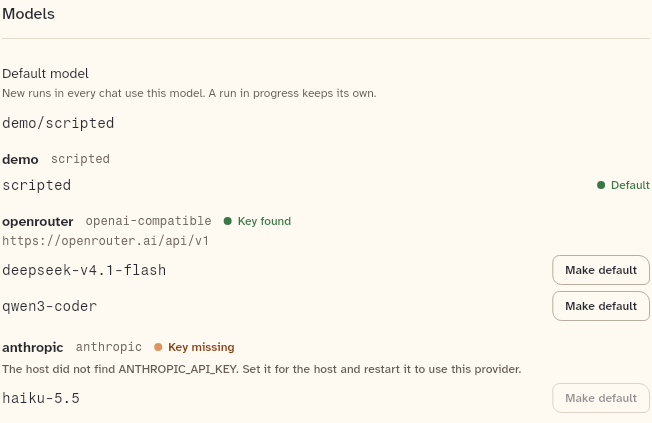 Models
Default model
New runs in every chat use this model. A run in progress keeps its own.
demo/scripted
demo scripted
scripted Default
openrouter openai-compatible Key found
https://openrouter.ai/api/v1
deepseek-v4.1-flash Make default
qwen3-coder Make default
anthropic anthropic Key missing
The host did not find ANTHROPIC_API_KEY. Set it for the host and restart it to use this provider.
haiku-5.5 Make default